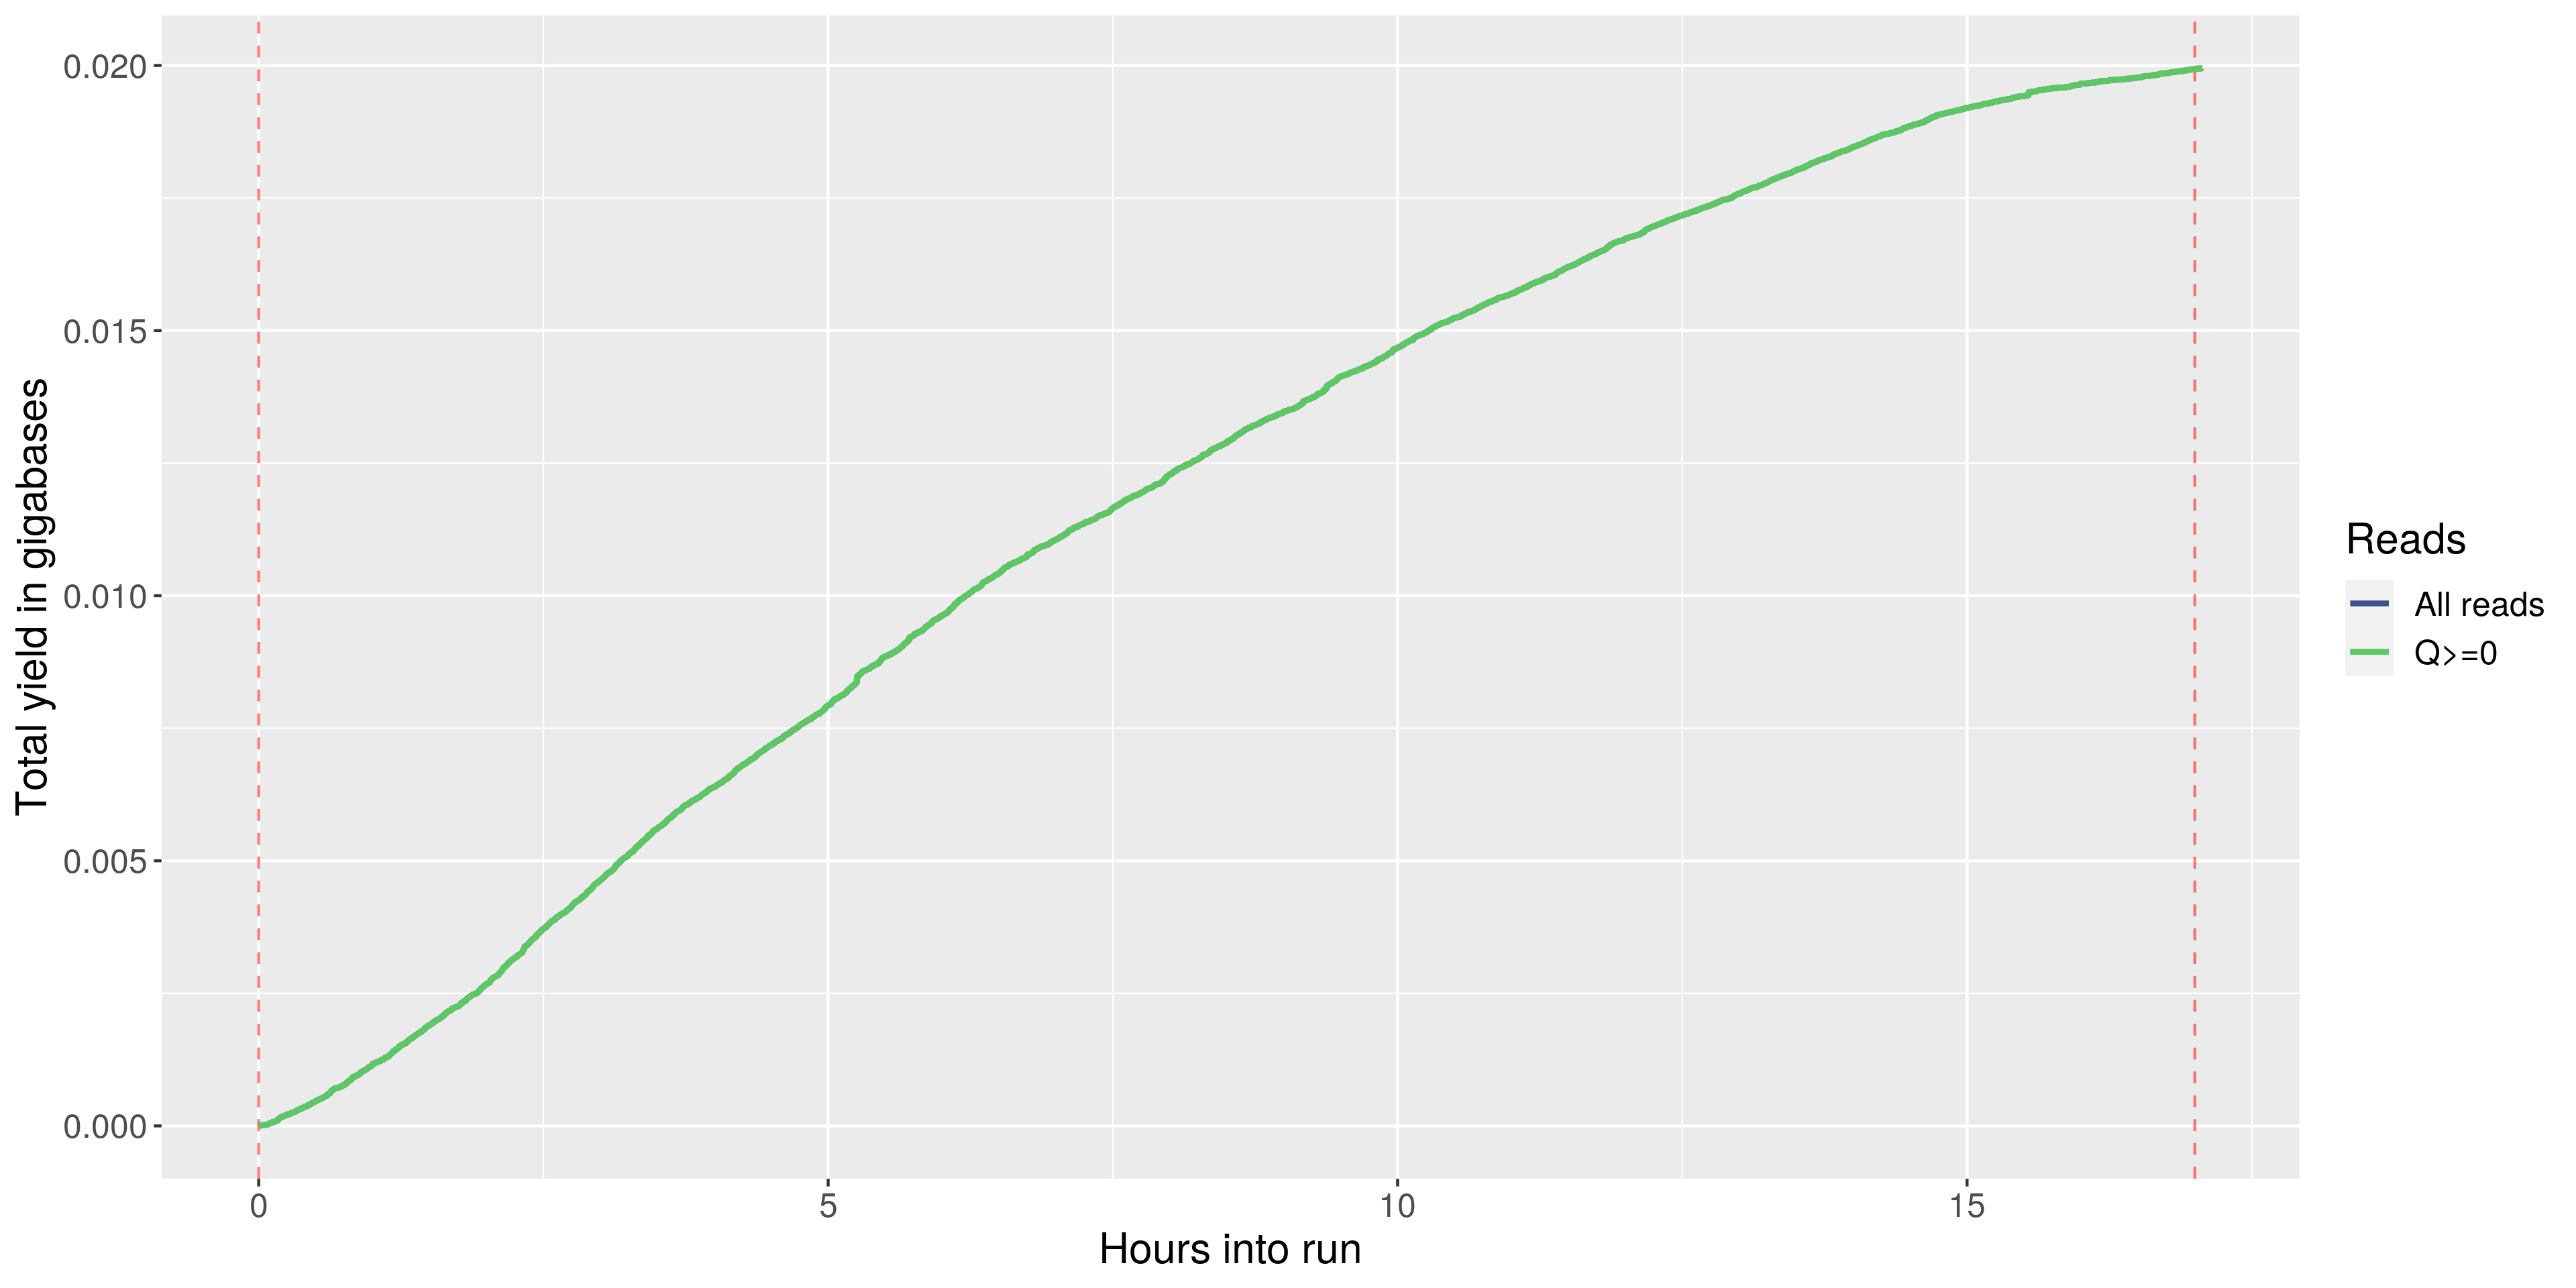 Total yield in gigabases
0.020
0.015
0.010
0.005
0.000
0 5 10 15
Hours into run
Reads
All reads
Q>=0